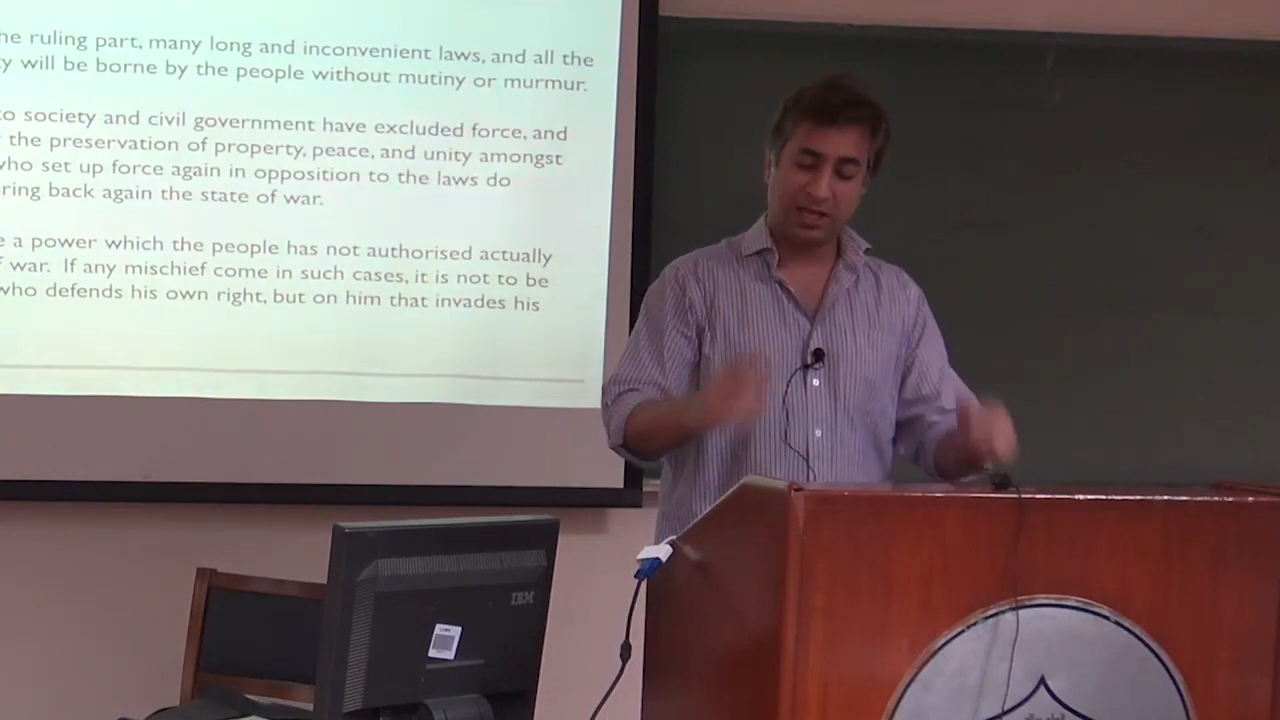 he ruling part, many long and inconvenient laws, and all the
y will be borne by the people without mutiny or murmur.
o society and civil government have excluded force, and
the preservation of property, peace, and unity amongst
who set up force again in opposition to the laws do
ring back again the state of war.
e a power which the people has not authorised actually
f war. If any mischief come in such cases, it is not to be
who defends his own right, but on him that invades his
IBM